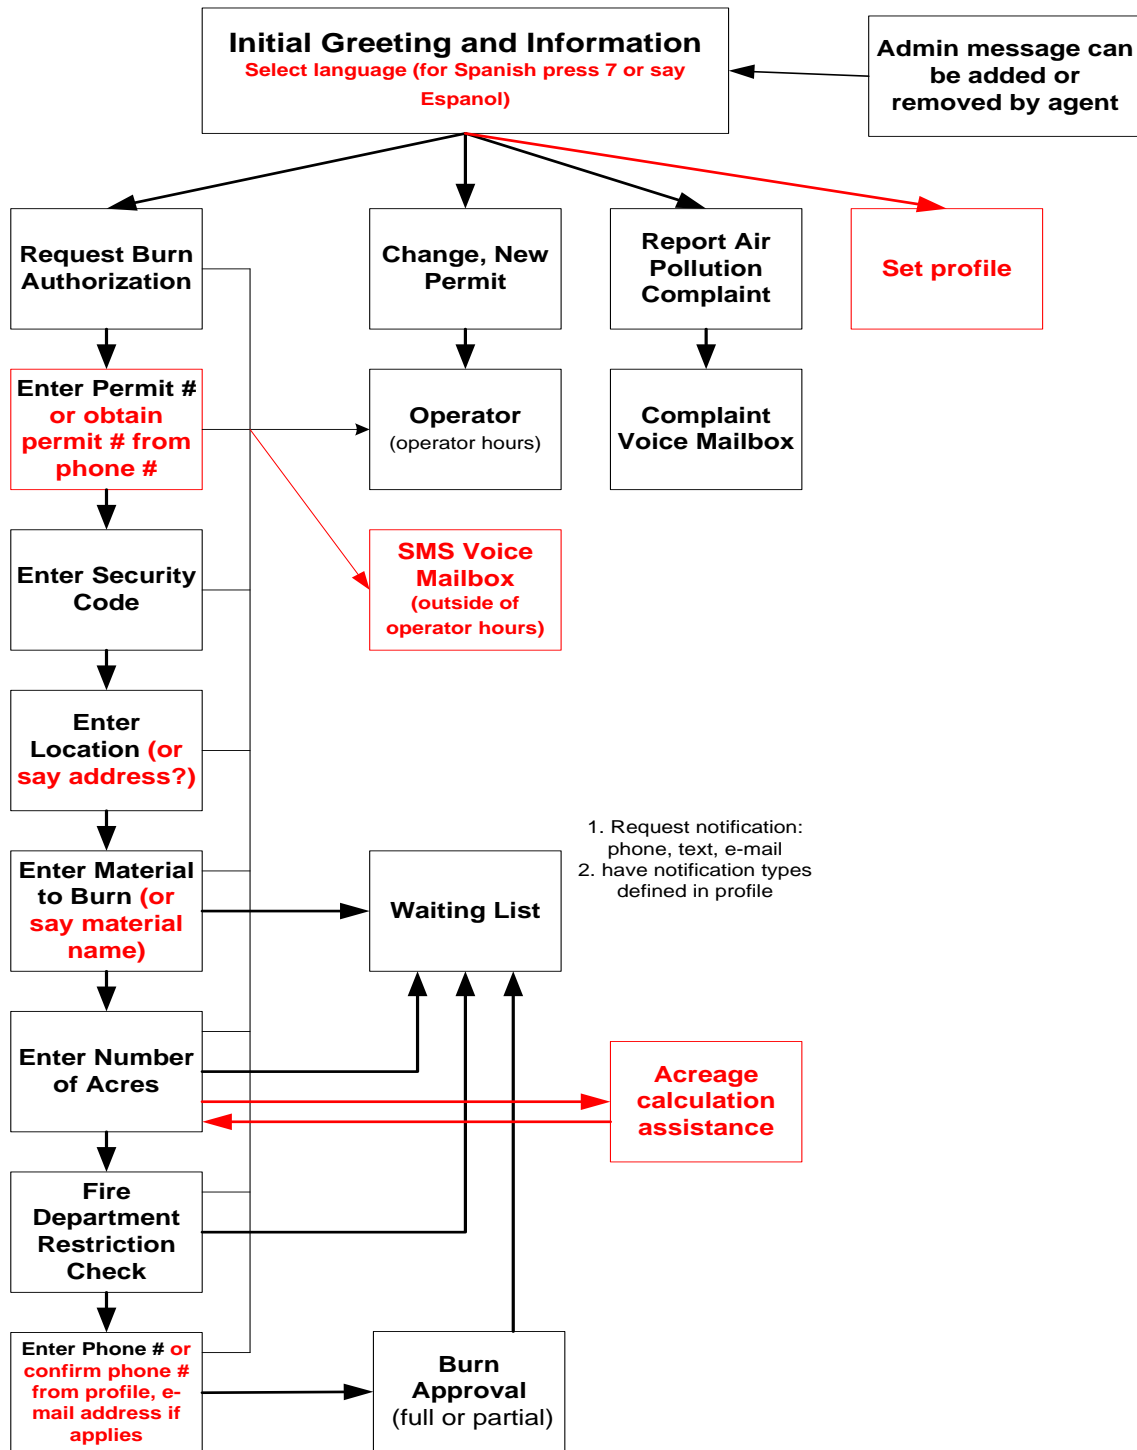 Initial Greeting and Information
Select language (for Spanish press 7 or say
Espanol)
Admin message can
be added or
removed by agent
Request Burn
Authorization
Change, New
Permit
Report Air
Pollution
Complaint
Set profile
Enter Permit #
or obtain
permit # from
phone #
Operator
(operator hours)
Complaint
Voice Mailbox
Enter Security
Code
SMS Voice
Mailbox
(outside of
operator hours)
Enter
Location (or
say address?)
Enter Material
to Burn (or
say material
name)
Waiting List
1. Request notification:
phone, text, e-mail
2. have notification types
defined in profile
Enter Number
of Acres
Acreage
calculation
assistance
Fire
Department
Restriction
Check
Enter Phone # or
confirm phone #
from profile, e-
mail address if
applies
Burn
Approval
(full or partial)